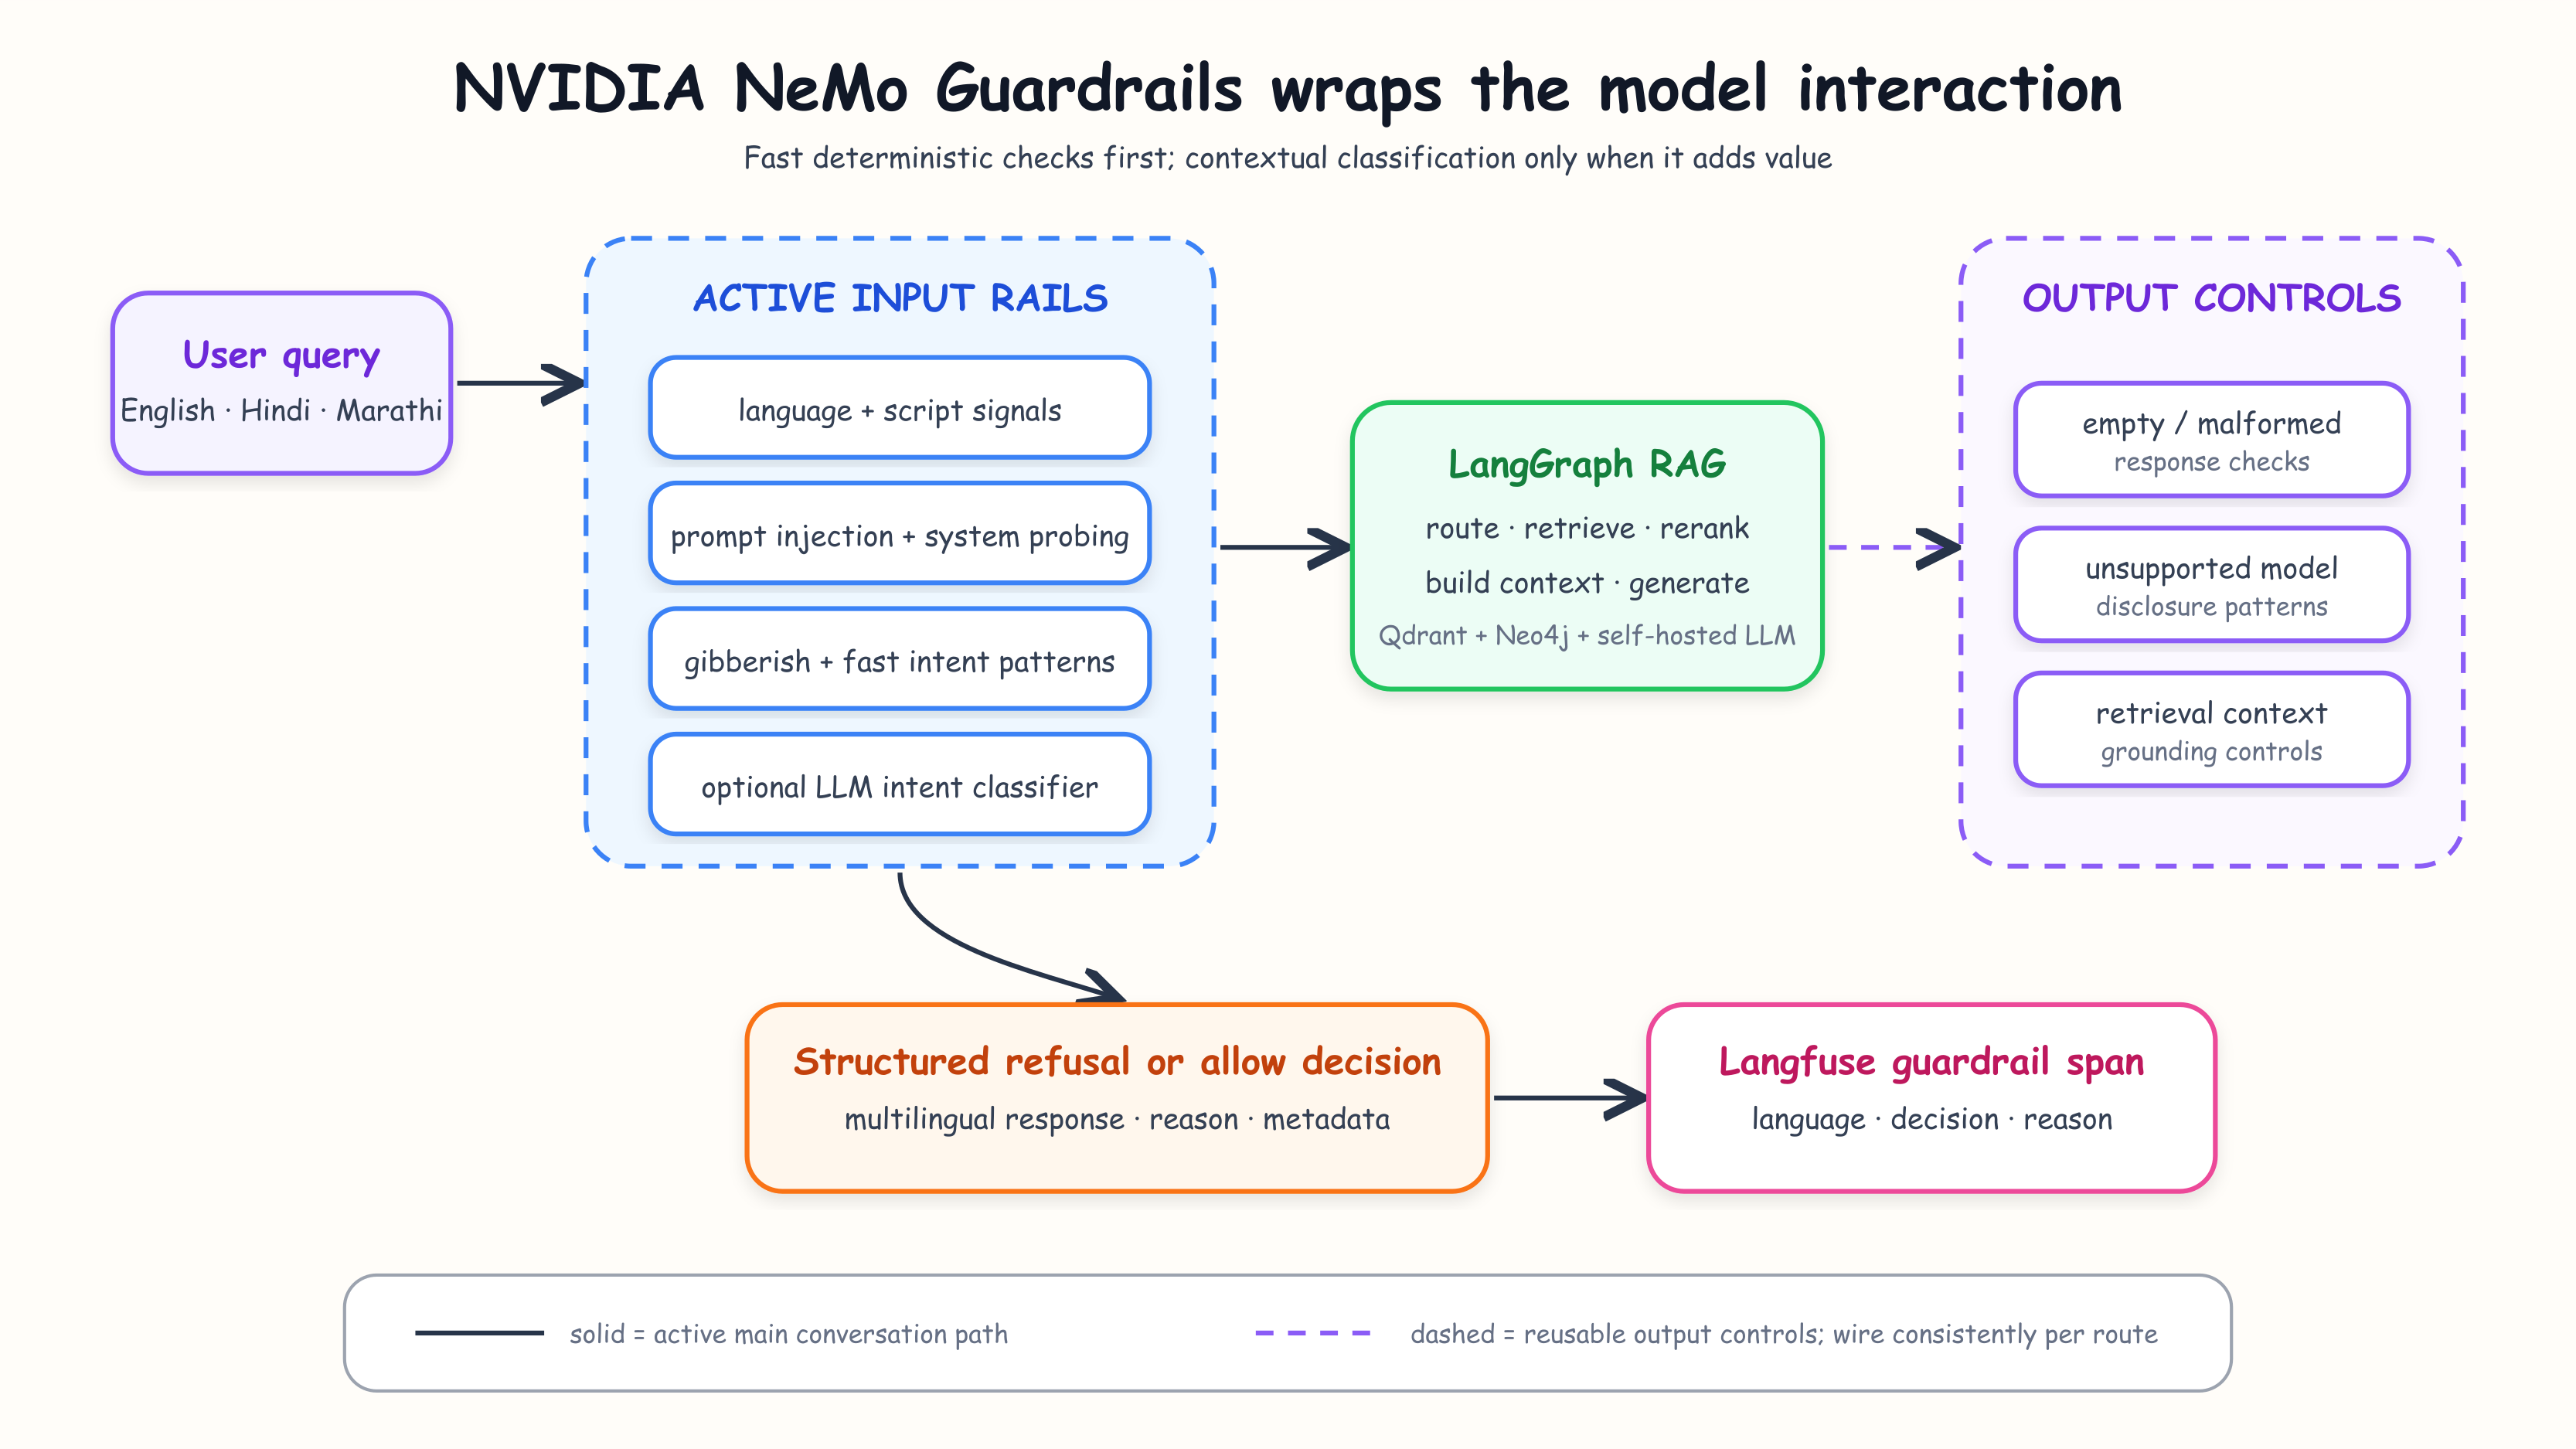 NVIDIA NeMo Guardrails wraps the model interaction
Fast deterministic checks first; contextual classification only when it adds value
User query
English · Hindi · Marathi
ACTIVE INPUT RAILS
language + script signals
prompt injection + system probing
gibberish + fast intent patterns
optional LLM intent classifier
LangGraph RAG
route · retrieve · rerank
build context · generate
Qdrant + Neo4j + self-hosted LLM
OUTPUT CONTROLS
empty / malformed
response checks
unsupported model
disclosure patterns
retrieval context
grounding controls
Structured refusal or allow decision
multilingual response · reason · metadata
Langfuse guardrail span
language · decision · reason
solid = active main conversation path
dashed = reusable output controls; wire consistently per route